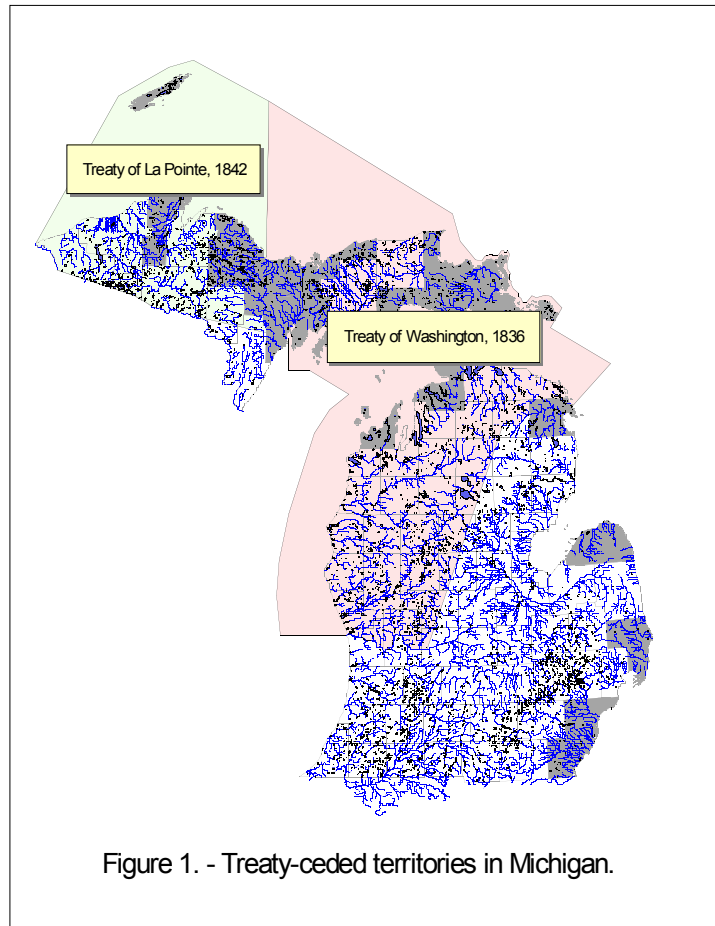 Treaty of La Pointe, 1842
Treaty of Washington, 1836
Figure 1. - Treaty-ceded territories in Michigan.